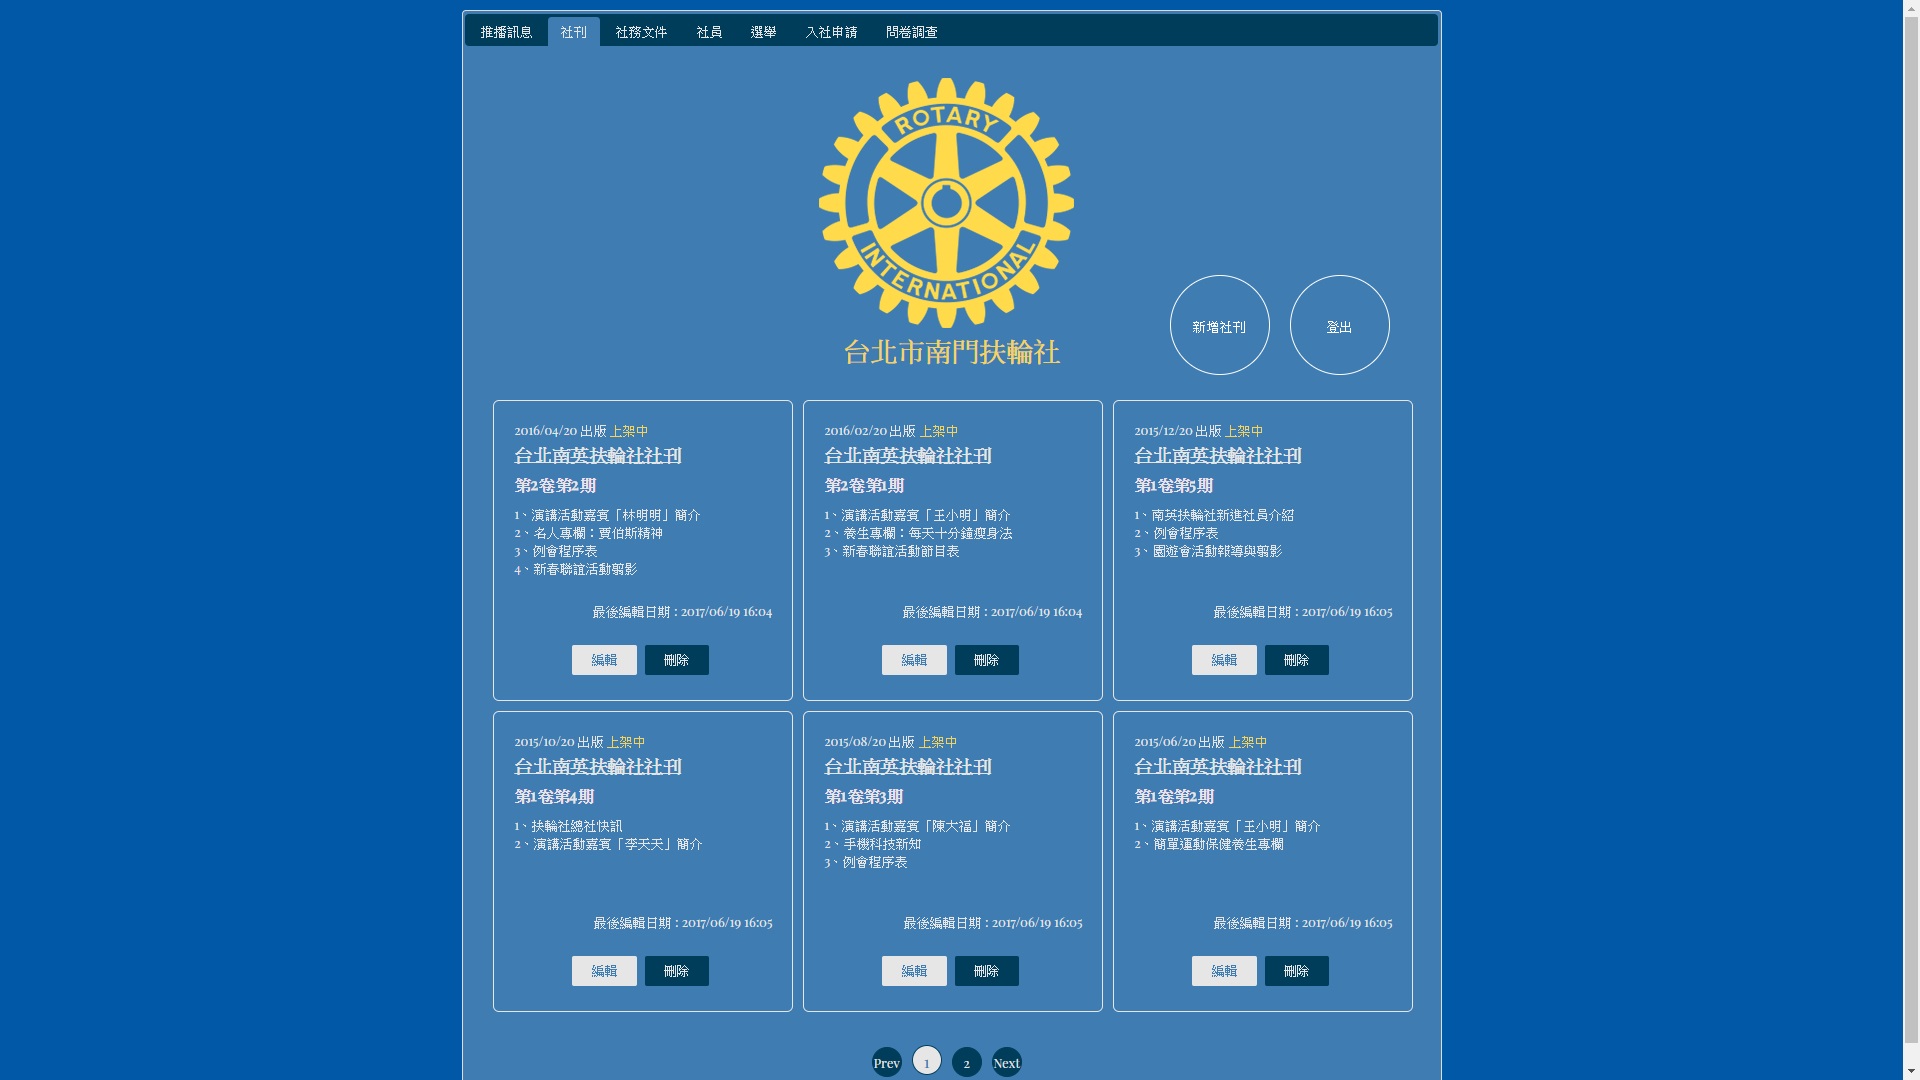 推播訊息 社刊 社務文件 社員 選舉 入社申請 問卷調查
ROTARY
INTERNATIONAL
台北市南門扶輪社
新增社刊
登出
2016/04/20 出版 上架中
台北南英扶輪社社刊
第2卷第2期
1、演講活動嘉賓「林明明」簡介
2、名人專欄：賈伯斯精神
3、例會程序表
4、新春聯誼活動翦影
最後編輯日期 : 2017/06/19 16:04
編輯 刪除
2016/02/20 出版 上架中
台北南英扶輪社社刊
第2卷第1期
1、演講活動嘉賓「王小明」簡介
2、養生專欄：每天十分鐘瘦身法
3、新春聯誼活動節目表
最後編輯日期 : 2017/06/19 16:04
編輯 刪除
2015/12/20 出版 上架中
台北南英扶輪社社刊
第1卷第5期
1、南英扶輪社新進社員介紹
2、例會程序表
3、園遊會活動報導與翦影
最後編輯日期 : 2017/06/19 16:05
編輯 刪除
2015/10/20 出版 上架中
台北南英扶輪社社刊
第1卷第4期
1、扶輪社總社快訊
2、演講活動嘉賓「李天天」簡介
最後編輯日期 : 2017/06/19 16:05
編輯 刪除
2015/08/20 出版 上架中
台北南英扶輪社社刊
第1卷第3期
1、演講活動嘉賓「陳大福」簡介
2、手機科技新知
3、例會程序表
最後編輯日期 : 2017/06/19 16:05
編輯 刪除
2015/06/20 出版 上架中
台北南英扶輪社社刊
第1卷第2期
1、演講活動嘉賓「王小明」簡介
2、簡單運動保健養生專欄
最後編輯日期 : 2017/06/19 16:05
編輯 刪除
Prev 1 2 Next